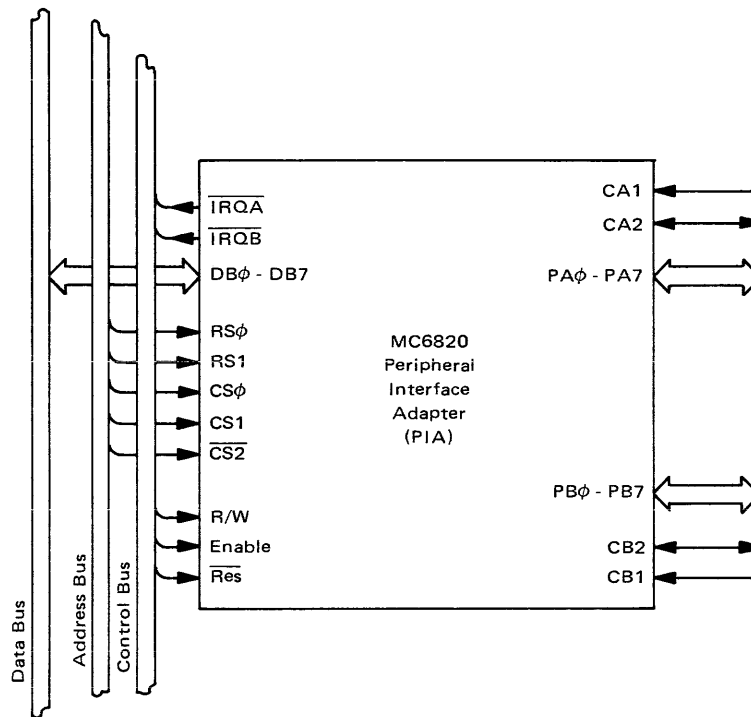 IRQA
IRQB
DBϕ - DB7
RSϕ
RS1
CSϕ
CS1
CS2
R/W
Enable
Res
MC6820
Peripheral
Interface
Adapter
(PIA)
CA1
CA2
PAϕ - PA7
PBϕ - PB7
CB2
CB1
Data Bus
Address Bus
Control Bus